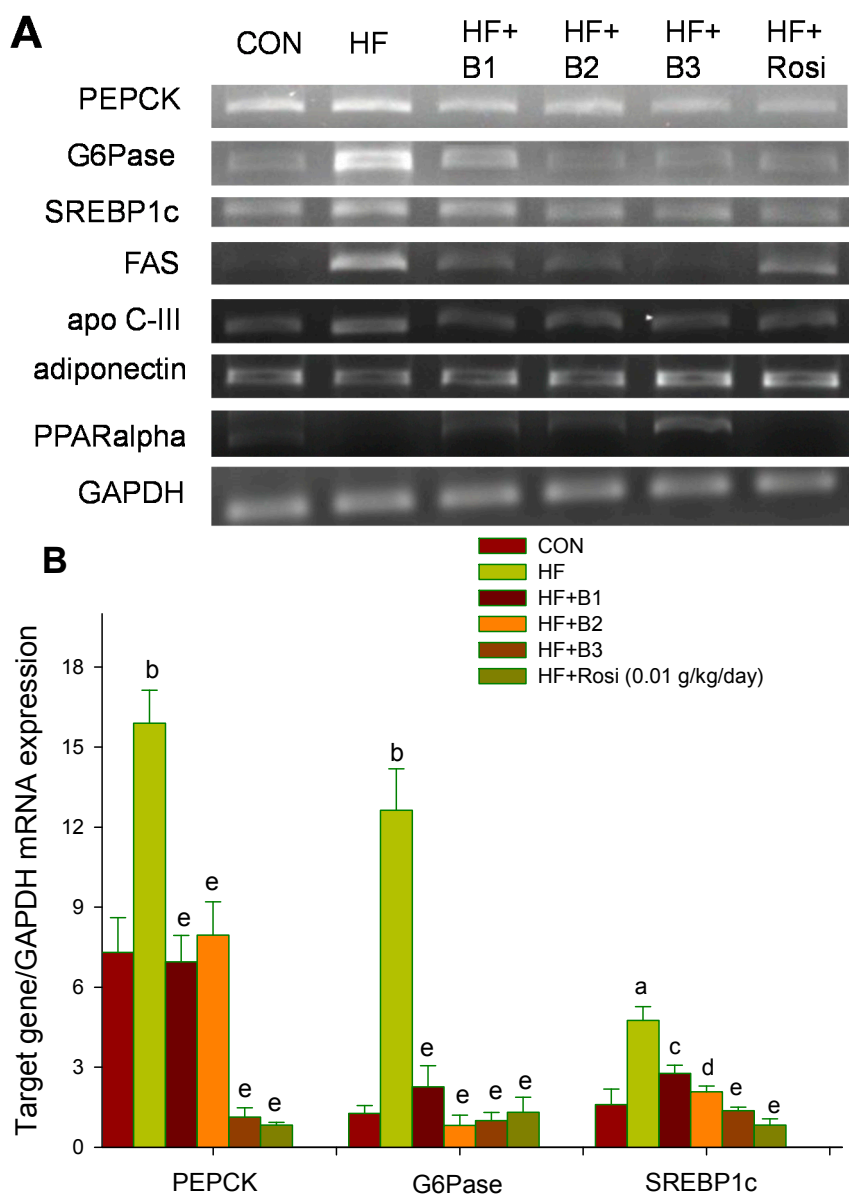 A
CON HF HF+ B1 HF+ B2 HF+ B3 HF+ Rosi
PEPCK
G6Pase
SREBP1c
FAS
apo C-III
adiponectin
PPARalpha
GAPDH
B
CON
HF
HF+B1
HF+B2
HF+B3
HF+Rosi (0.01 g/kg/day)
Target gene/GAPDH mRNA expression
18
15
12
9
6
3
0
b
e
e
e
e
b
e
e
e
e
a
c
d
e
e
PEPCK G6Pase SREBP1c